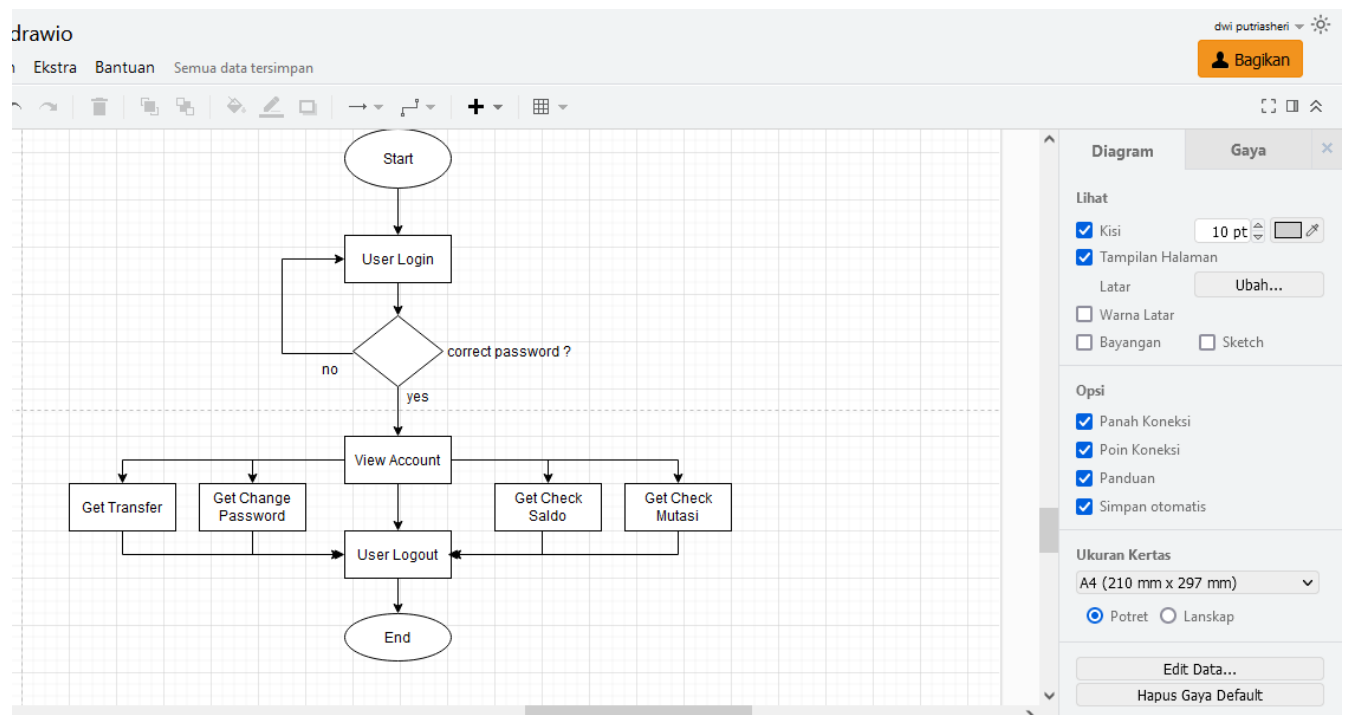 drawio
dwi putriasheri
Ekstra Bantuan Semua data tersimpan
Bagikan
Start
User Login
correct password ?
no
yes
View Account
Get Transfer
Get Change
Password
Get Check
Saldo
Get Check
Mutasi
User Logout
End
Diagram Gaya
Lihat
Kisi 10 pt
Tampilan Halaman
Latar Ubah...
Warna Latar
Bayangan Sketch
Opsi
Panah Koneksi
Poin Koneksi
Panduan
Simpan otomatis
Ukuran Kertas
A4 (210 mm x 297 mm)
Potret Lanskap
Edit Data...
Hapus Gaya Default